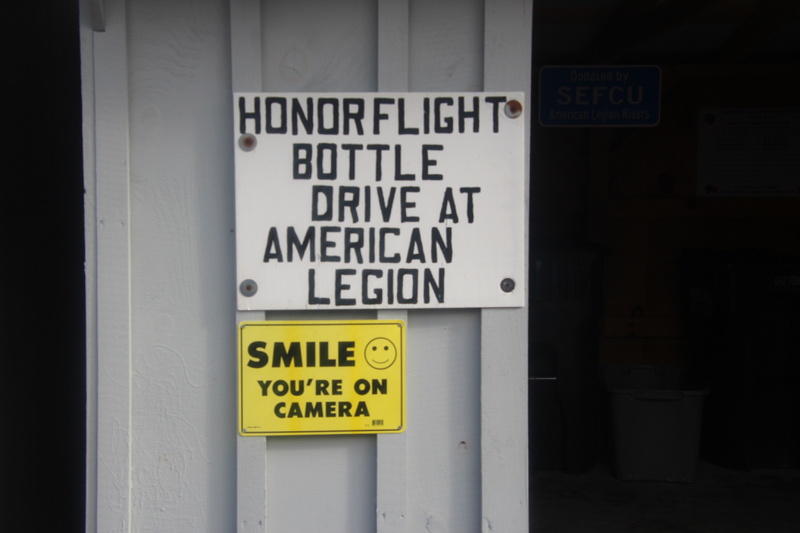 HONORFLIGHT
BOTTLE
DRIVE AT
AMERICAN
LEGION
SMILE
YOU'RE ON
CAMERA
Donated by
SEFCU
American Legion Riders